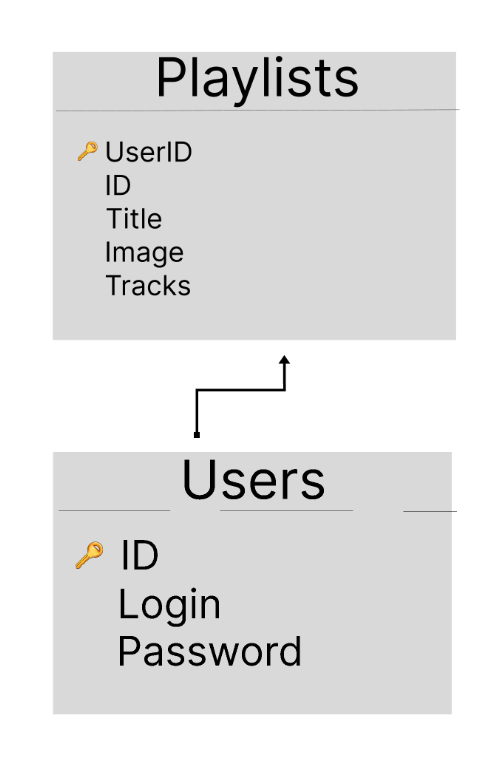 Playlists
UserID
ID
Title
Image
Tracks
Users
ID
Login
Password